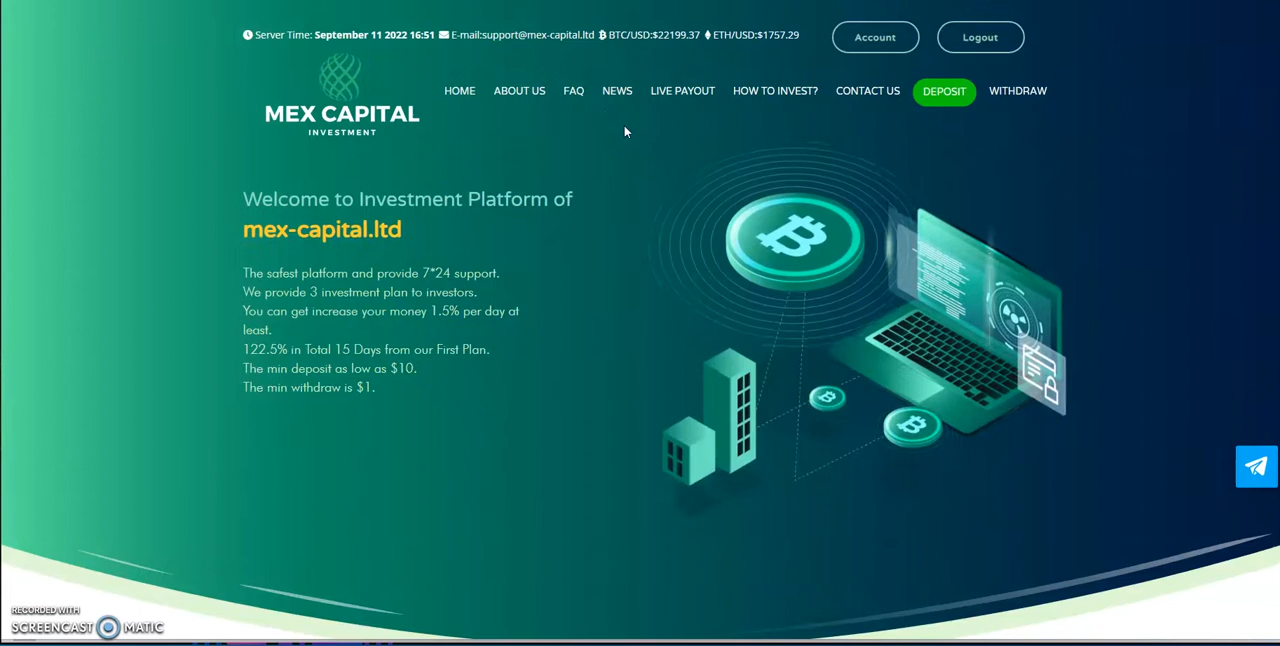 Server Time: September 11 2022 16:51 E-mail:support@mex-capital.ltd BTC/USD:$22199.37 ETH/USD:$1757.29
Account
Logout
MEX CAPITAL
INVESTMENT
HOME
ABOUT US
FAQ
NEWS
LIVE PAYOUT
HOW TO INVEST?
CONTACT US
DEPOSIT
WITHDRAW
Welcome to Investment Platform of
mex-capital.ltd
The safest platform and provide 7*24 support.
We provide 3 investment plan to investors.
You can get increase your money 1.5% per day at
least.
122.5% in Total 15 Days from our First Plan.
The min deposit as low as $10.
The min withdraw is $1.
RECORDED WITH
SCREENCAST MATIC